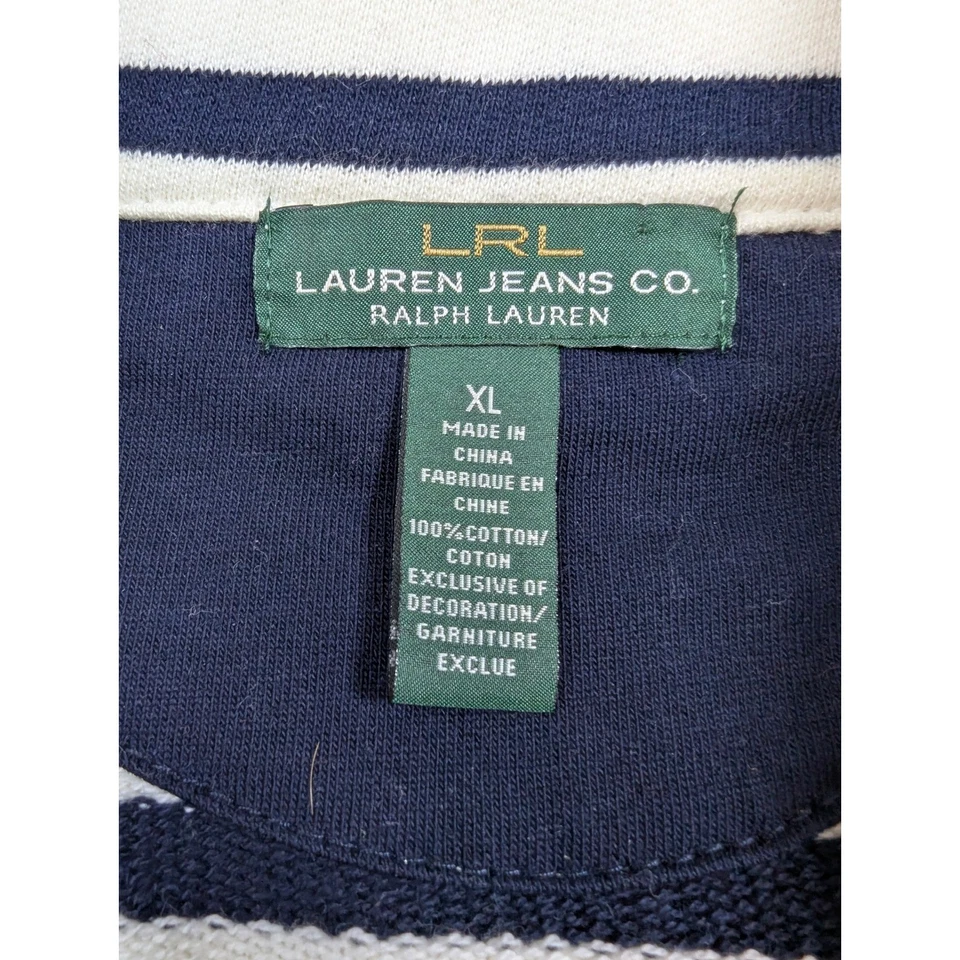 LRL
LAUREN JEANS CO.
RALPH LAUREN
XL
MADE IN
CHINA
FABRIQUE EN
CHINE
100%COTTON/
COTON
EXCLUSIVE OF
DECORATION/
GARNITURE
EXCLUE